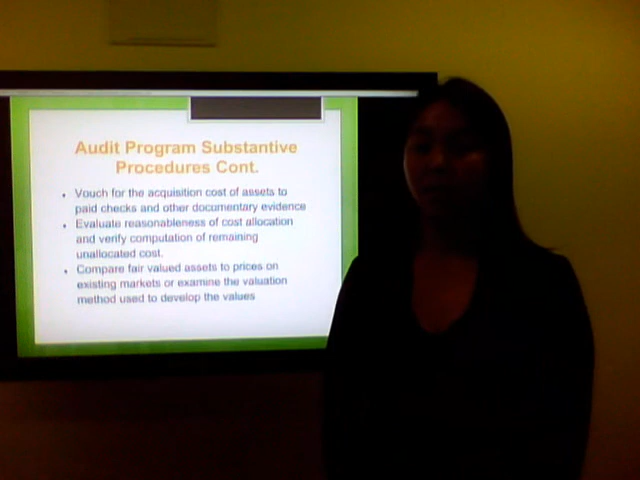 Audit Program Substantive
Procedures Cont.
• Vouch for the acquisition cost of assets to
paid checks and other documentary evidence
• Evaluate reasonableness of cost allocation
and verify computation of remaining
unallocated cost.
• Compare fair valued assets to prices on
existing markets or examine the valuation
method used to develop the values